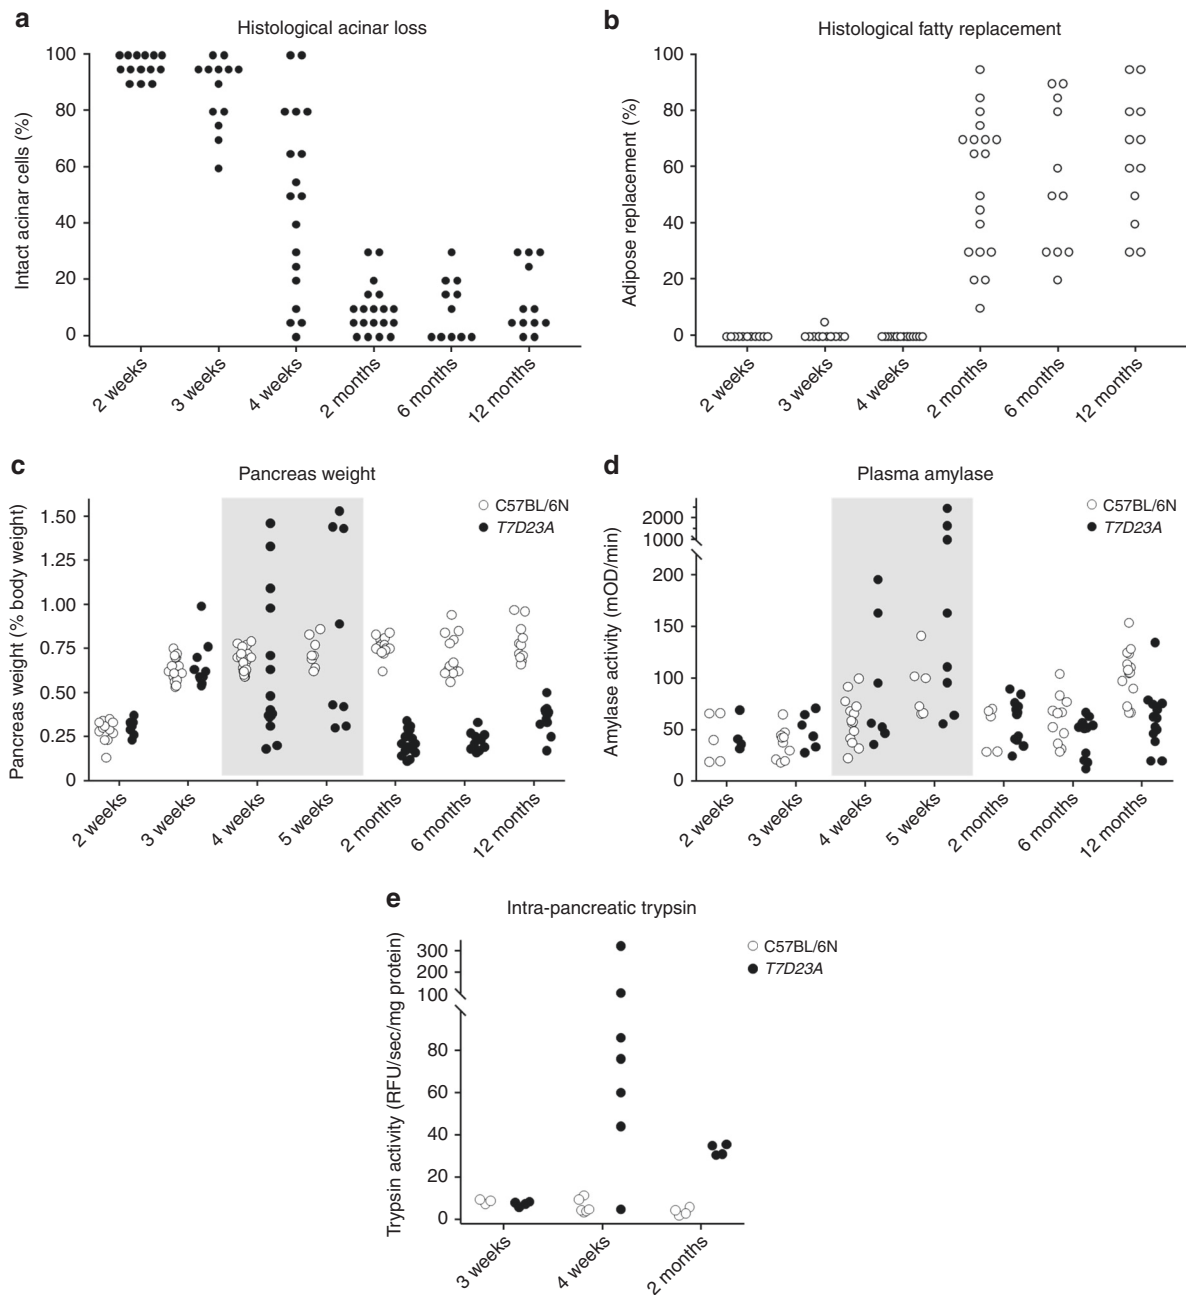 a
Histological acinar loss
Intact acinar cells (%)
100
80
60
40
20
0
2 weeks
3 weeks
4 weeks
2 months
6 months
12 months
b
Histological fatty replacement
Adipose replacement (%)
100
80
60
40
20
0
2 weeks
3 weeks
4 weeks
2 months
6 months
12 months
c
Pancreas weight
Pancreas weight (% body weight)
1.50
1.25
1.00
0.75
0.50
0.25
0
C57BL/6N
T7D23A
2 weeks
3 weeks
4 weeks
5 weeks
2 months
6 months
12 months
d
Plasma amylase
Amylase activity (mOD/min)
2000
1000
200
150
100
50
0
C57BL/6N
T7D23A
2 weeks
3 weeks
4 weeks
5 weeks
2 months
6 months
12 months
e
Intra-pancreatic trypsin
Trypsin activity (RFU/sec/mg protein)
300
200
100
80
60
40
20
0
C57BL/6N
T7D23A
3 weeks
4 weeks
2 months